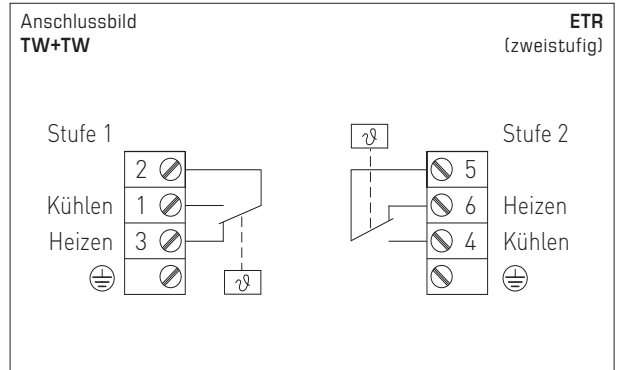 Anschlussbild
ETR
TW+TW
(zweistufig)
Stufe 1
ϑ
Stufe 2
2
5
Kühlen 1
6 Heizen
Heizen 3
4 Kühlen
ϑ